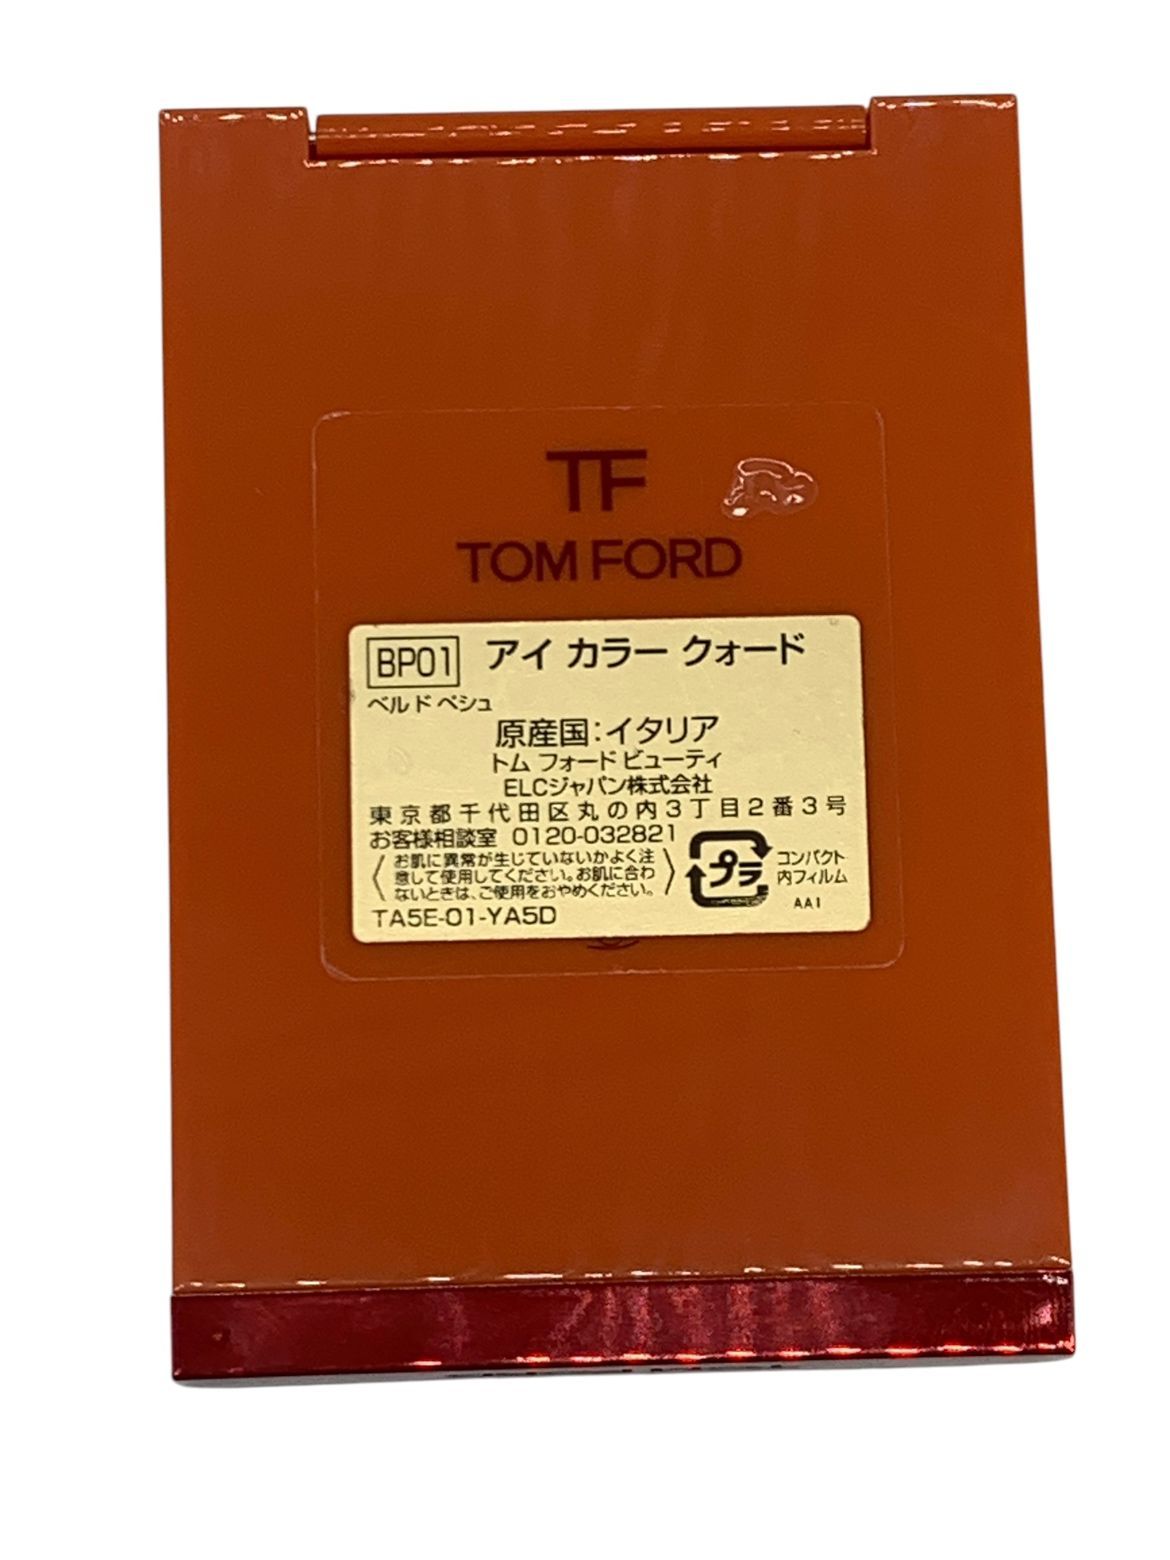 TF
TOM FORD
BP01 アイ カラー クォード
ベルド ペシュ
原産国:イタリア
トム フォード ビューティ
ELCジャパン株式会社
東京都千代田区丸の内3丁目2番3号
お客様相談室 0120-032821
〈お肌に異常が生じていないかよく注
意して使用してください。お肌に合わ
ないときは、ご使用をおやめください。〉
プラ
コンパクト
内フィルム
TA5E-01-YA5D
AA1